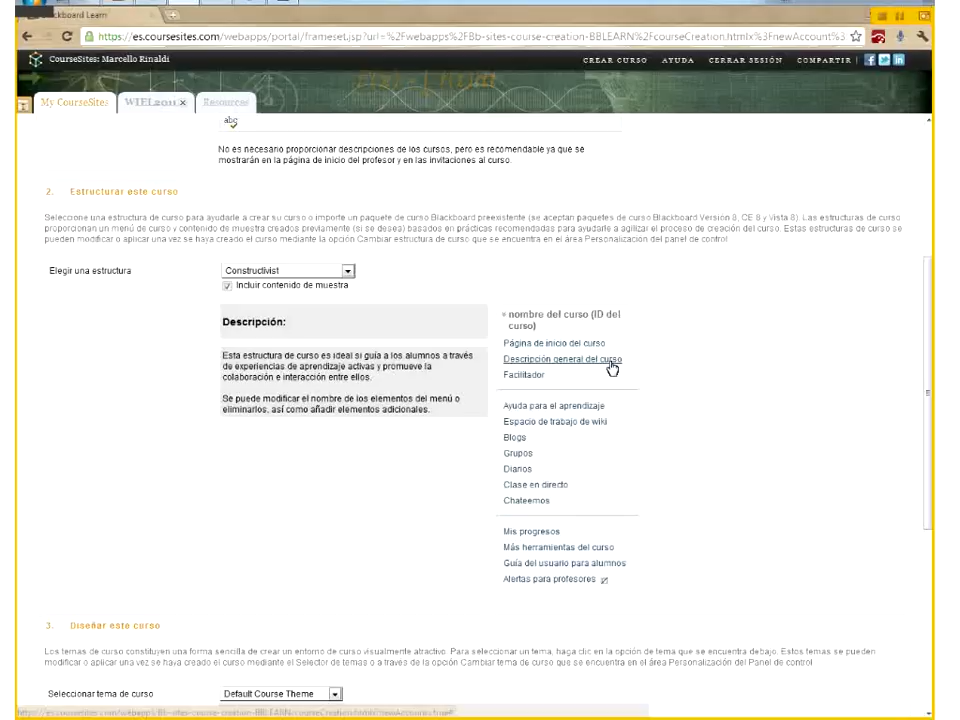 ckboard Learn
https://es.coursesites.com/webapps/portal/frameset.jsp?url=%2Fwebapps%2FBb-sites-course-creation-BBLEARN%2FcourseCreation.htmlx%3FnewAccount%3
CourseSites: Marcello Rinaldi
CREAR CURSO AYUDA CERRAR SESIÓN COMPARTIR
My CourseSites WIEL2011 Resources
abc
No es necesario proporcionar descripciones de los cursos, pero es recomendable ya que se
mostrarán en la página de inicio del profesor y en las invitaciones al curso.
2. Estructurar este curso
Seleccione una estructura de curso para ayudarle a crear su curso o importe un paquete de curso Blackboard preexistente (se aceptan paquetes de curso Blackboard Versión 8, CE 8 y Vista 8). Las estructuras de curso
proporcionan un menú de curso y contenido de muestra creados previamente (si se desea) basados en prácticas recomendadas para ayudarle a agilizar el proceso de creación del curso. Estas estructuras de curso se
pueden modificar o aplicar una vez se haya creado el curso mediante la opción Cambiar estructura de curso que se encuentra en el área Personalización del panel de control
Elegir una estructura
Constructivist
Incluir contenido de muestra
Descripción:
Esta estructura de curso es ideal si guía a los alumnos a través
de experiencias de aprendizaje activas y promueve la
colaboración e interacción entre ellos.
Se puede modificar el nombre de los elementos del menú o
eliminarlos, así como añadir elementos adicionales.
nombre del curso (ID del
curso)
Página de inicio del curso
Descripción general del curso
Facilitador
Ayuda para el aprendizaje
Espacio de trabajo de wiki
Blogs
Grupos
Diarios
Clase en directo
Chateemos
Mis progresos
Más herramientas del curso
Guía del usuario para alumnos
Alertas para profesores
3. Diseñar este curso
Los temas de curso constituyen una forma sencilla de crear un entorno de curso visualmente atractivo. Para seleccionar un tema, haga clic en la opción de tema que se encuentra debajo. Estos temas se pueden
modificar o aplicar una vez se haya creado el curso mediante el Selector de temas o a través de la opción Cambiar tema de curso que se encuentra en el área Personalización del Panel de control
Seleccionar tema de curso
Default Course Theme